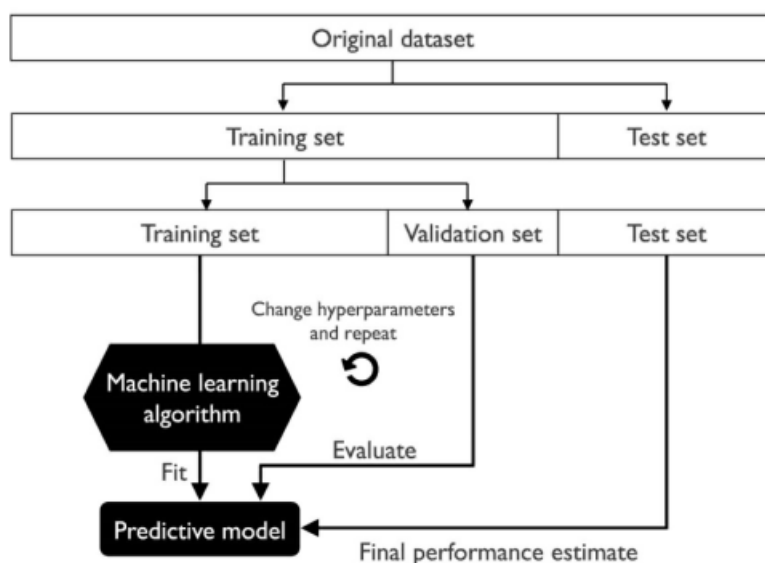 Original dataset
Training set
Test set
Training set
Validation set
Test set
Change hyperparameters
and repeat
Machine learning
algorithm
Evaluate
Fit
Predictive model
Final performance estimate